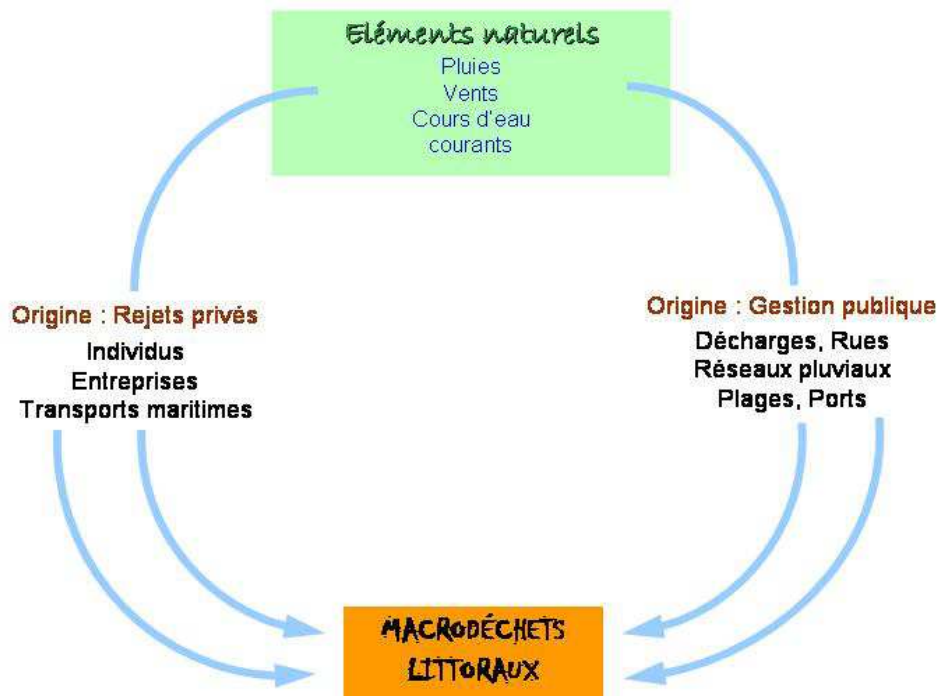 Eléments naturels
Pluies
Vents
Cours d'eau
courants
Origine : Rejets privés
Individus
Entreprises
Transports maritimes
Origine : Gestion publique
Décharges, Rues
Réseaux pluviaux
Plages, Ports
MACRODÉCHETS
LITTORAUX